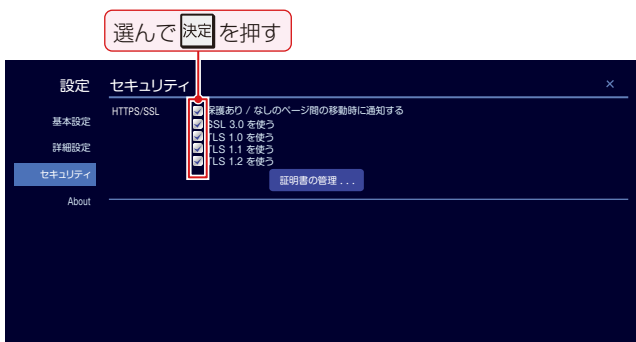 選んで 決定 を押す
設定
セキュリティ
×
基本設定
詳細設定
セキュリティ
About
HTTPS/SSL
保護あり / なしのページ間の移動時に通知する
SSL 3.0 を使う
TLS 1.0 を使う
TLS 1.1 を使う
TLS 1.2 を使う
証明書の管理 . . .